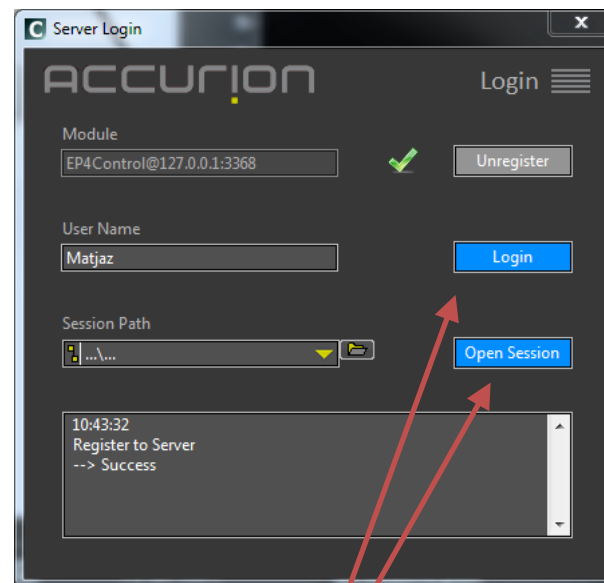 C Server Login
x
ACCURION
Login
Module
EP4Control@127.0.0.1:3368
Unregister
User Name
Matjaz
Login
Session Path
...\...
Open Session
10:43:32
Register to Server
--> Success